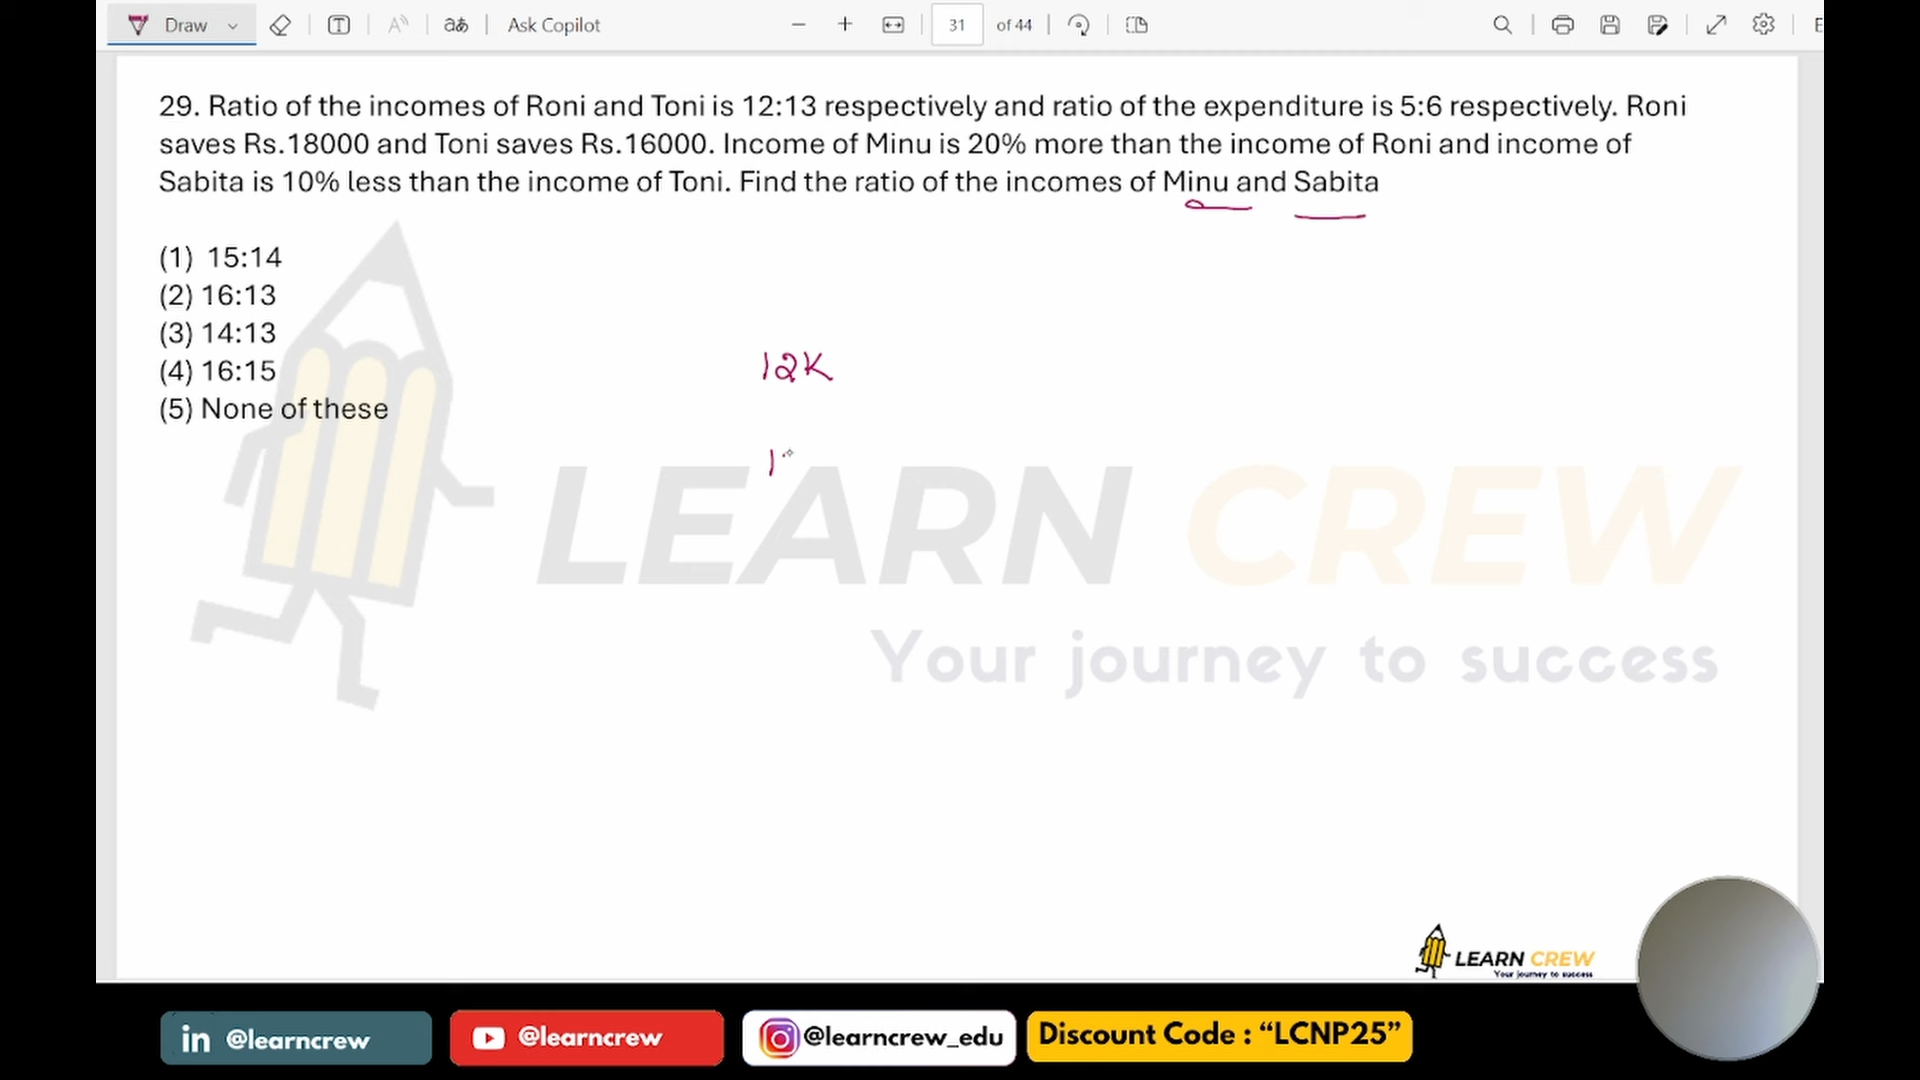 Draw
Ask Copilot
31 of 44
29. Ratio of the incomes of Roni and Toni is 12:13 respectively and ratio of the expenditure is 5:6 respectively. Roni
saves Rs.18000 and Toni saves Rs.16000. Income of Minu is 20% more than the income of Roni and income of
Sabita is 10% less than the income of Toni. Find the ratio of the incomes of Minu and Sabita
(1) 15:14
(2) 16:13
(3) 14:13
(4) 16:15
(5) None of these
12K
LEARN CREW
Your journey to success
LEARN CREW
Your journey to success
in @learncrew
@learncrew
@learncrew_edu
Discount Code : “LCNP25”